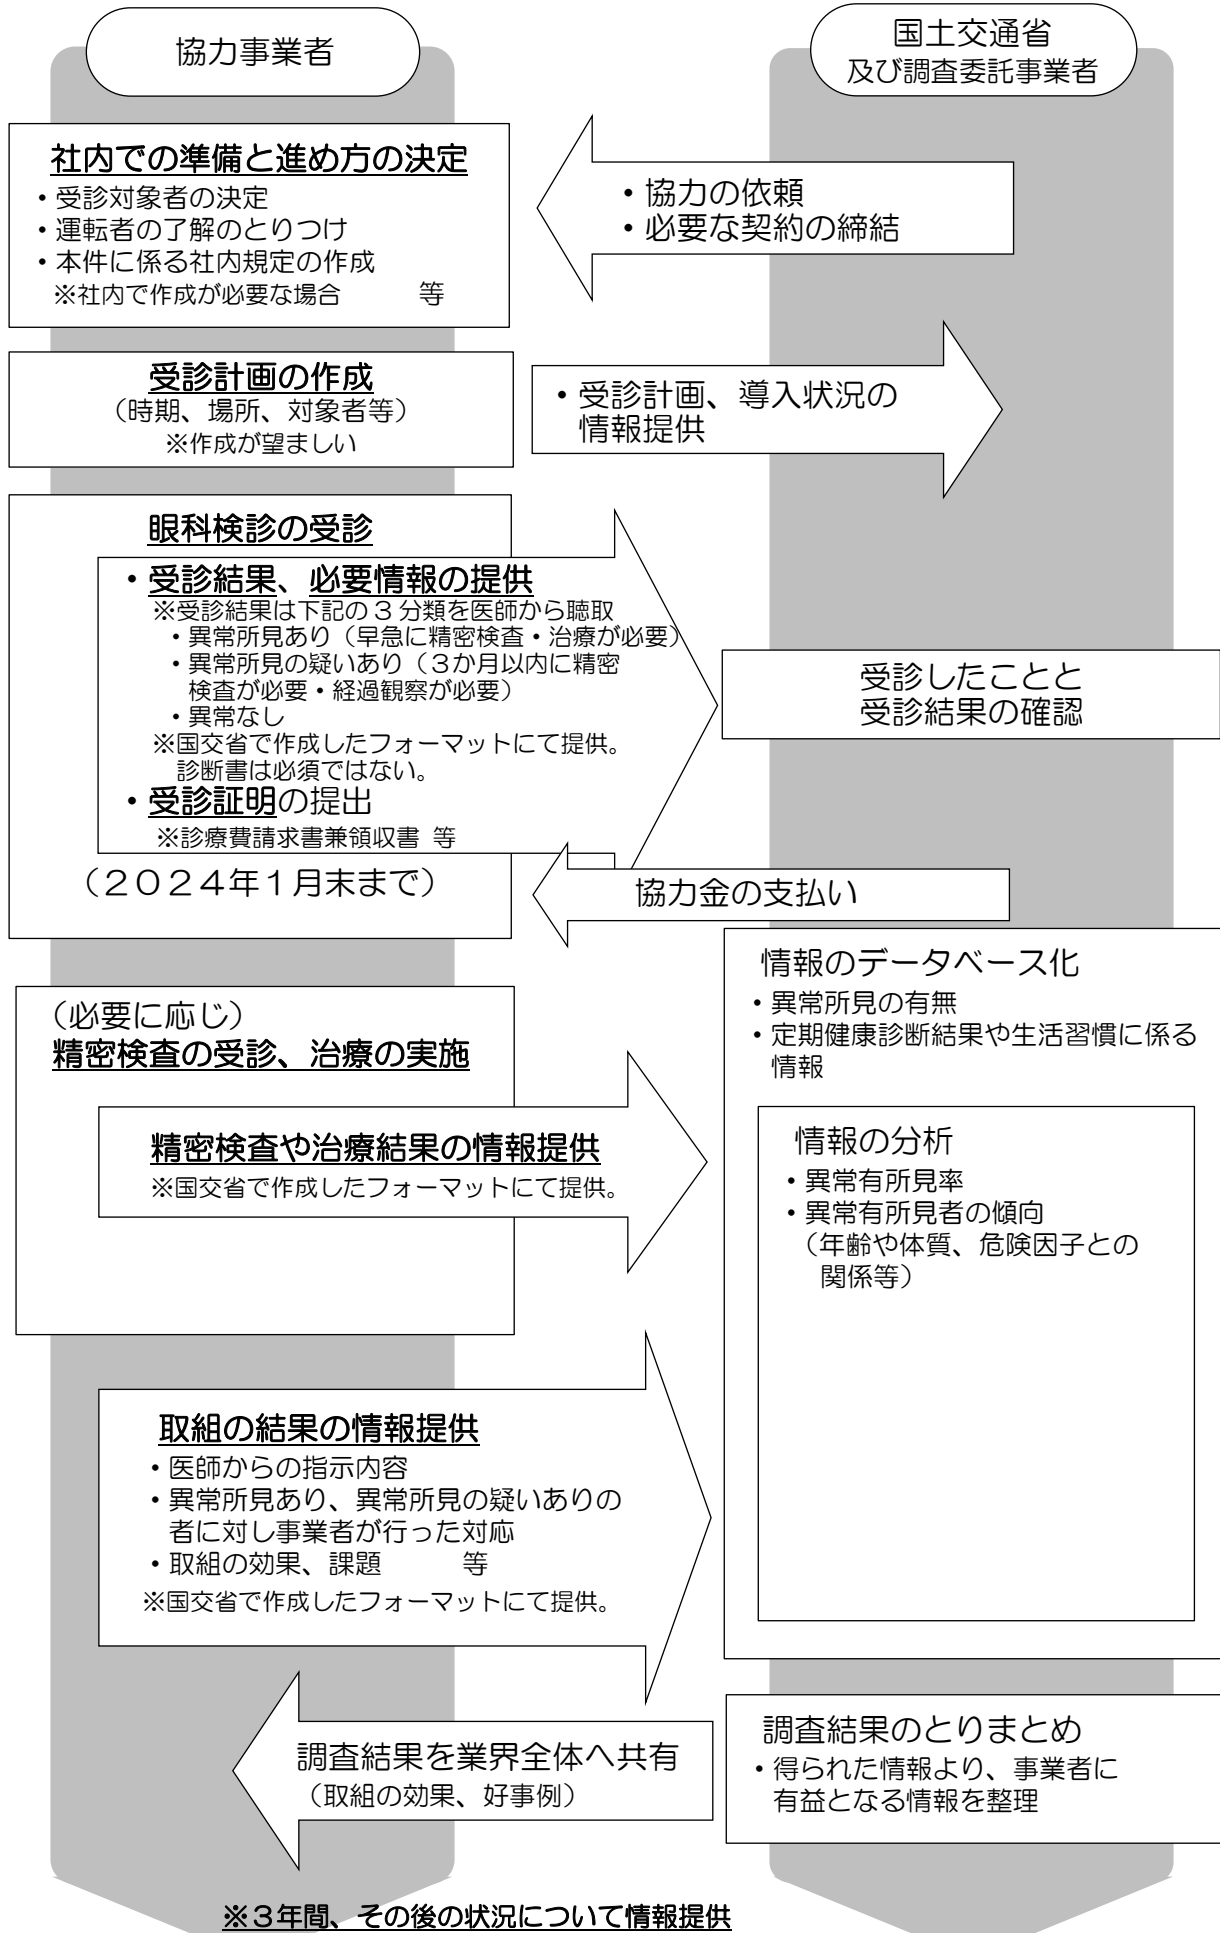 協力事業者
国土交通省
及び調査委託事業者
社内での準備と進め方の決定
・受診対象者の決定
・運転者の了解のとりつけ
・本件に係る社内規定の作成
※社内で作成が必要な場合 等
・協力の依頼
・必要な契約の締結
受診計画の作成
（時期、場所、対象者等）
※作成が望ましい
・受診計画、導入状況の
情報提供
眼科検診の受診
・受診結果、必要情報の提供
※受診結果は下記の３分類を医師から聴取
・異常所見あり（早急に精密検査・治療が必要）
・異常所見の疑いあり（３か月以内に精密
検査が必要・経過観察が必要）
・異常なし
※国交省で作成したフォーマットにて提供。
診断書は必須ではない。
・受診証明の提出
※診療費請求書兼領収書 等
（２０２４年１月末まで）
受診したことと
受診結果の確認
協力金の支払い
情報のデータベース化
・異常所見の有無
・定期健康診断結果や生活習慣に係る
情報
（必要に応じ）
精密検査の受診、治療の実施
精密検査や治療結果の情報提供
※国交省で作成したフォーマットにて提供。
情報の分析
・異常有所見率
・異常有所見者の傾向
（年齢や体質、危険因子との
関係等）
取組の結果の情報提供
・医師からの指示内容
・異常所見あり、異常所見の疑いありの
者に対し事業者が行った対応
・取組の効果、課題 等
※国交省で作成したフォーマットにて提供。
調査結果のとりまとめ
・得られた情報より、事業者に
有益となる情報を整理
調査結果を業界全体へ共有
（取組の効果、好事例）
※３年間、その後の状況について情報提供